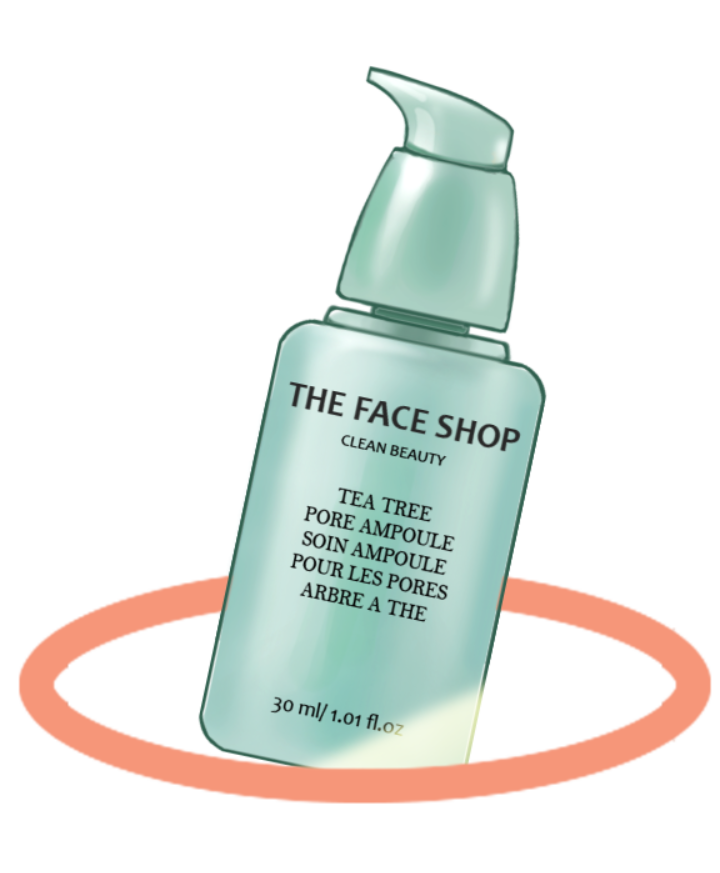 THE FACE SHOP
CLEAN BEAUTY
TEA TREE
PORE AMPOULE
SOIN AMPOULE
POUR LES PORES
ARBRE A THE
30 ml/ 1.01 fl.oz